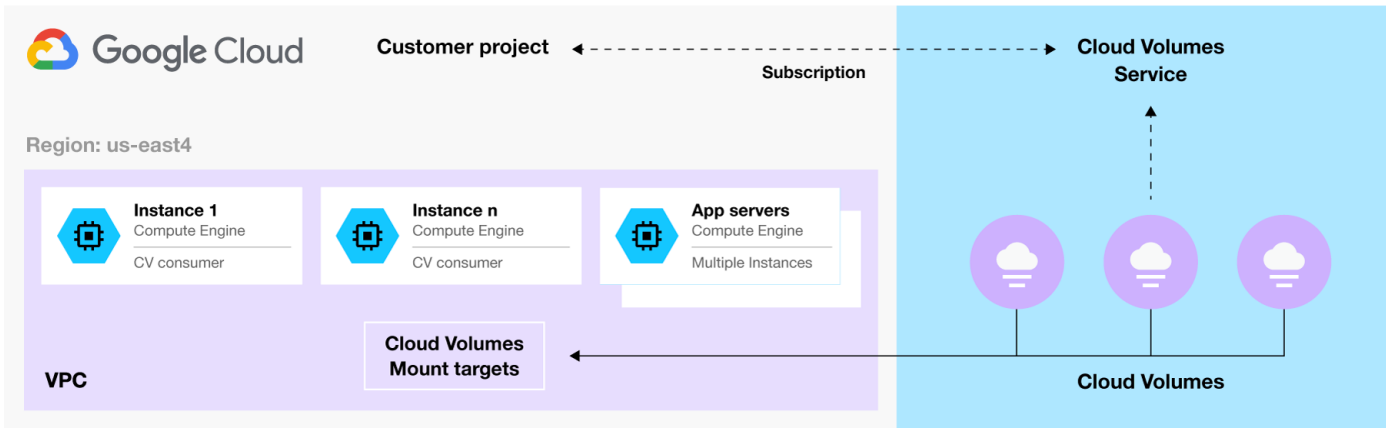 Google Cloud
Customer project
Subscription
Cloud Volumes
Service
Region: us-east4
Instance 1
Compute Engine
CV consumer
Instance n
Compute Engine
CV consumer
App servers
Compute Engine
Multiple Instances
Cloud Volumes
Mount targets
VPC
Cloud Volumes